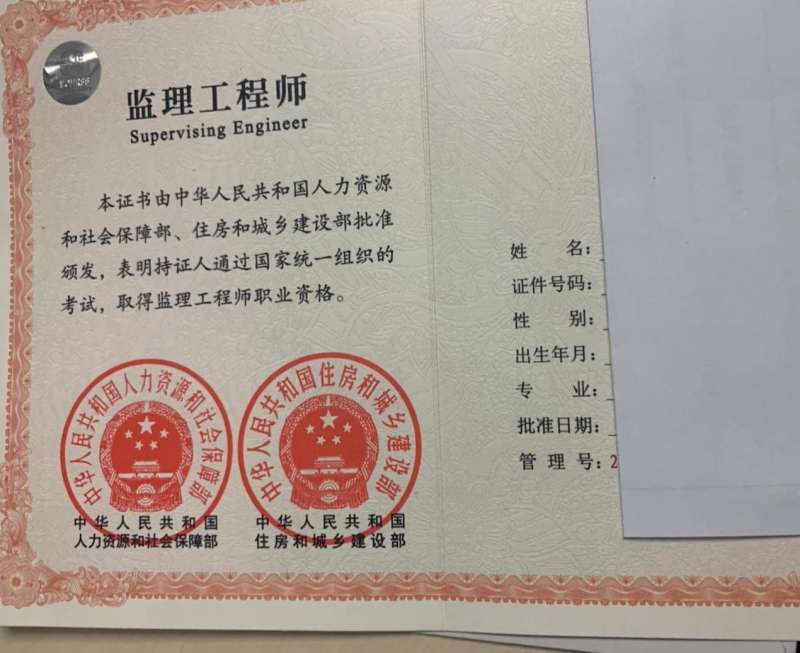 监理工程师
Supervising Engineer
本证书由中华人民共和国人力资源
和社会保障部、住房和城乡建设部批准
颁发，表明持证人通过国家统一组织的
考试，取得监理工程师职业资格。
中华人民共和国人力资源和社会保障部
中华人民共和国住房和城乡建设部
中华人民共和国
人力资源和社会保障部
中华人民共和国
住房和城乡建设部
姓 名：
证件号码：
性 别：
出生年月：
专 业：
批准日期：
管 理 号：2